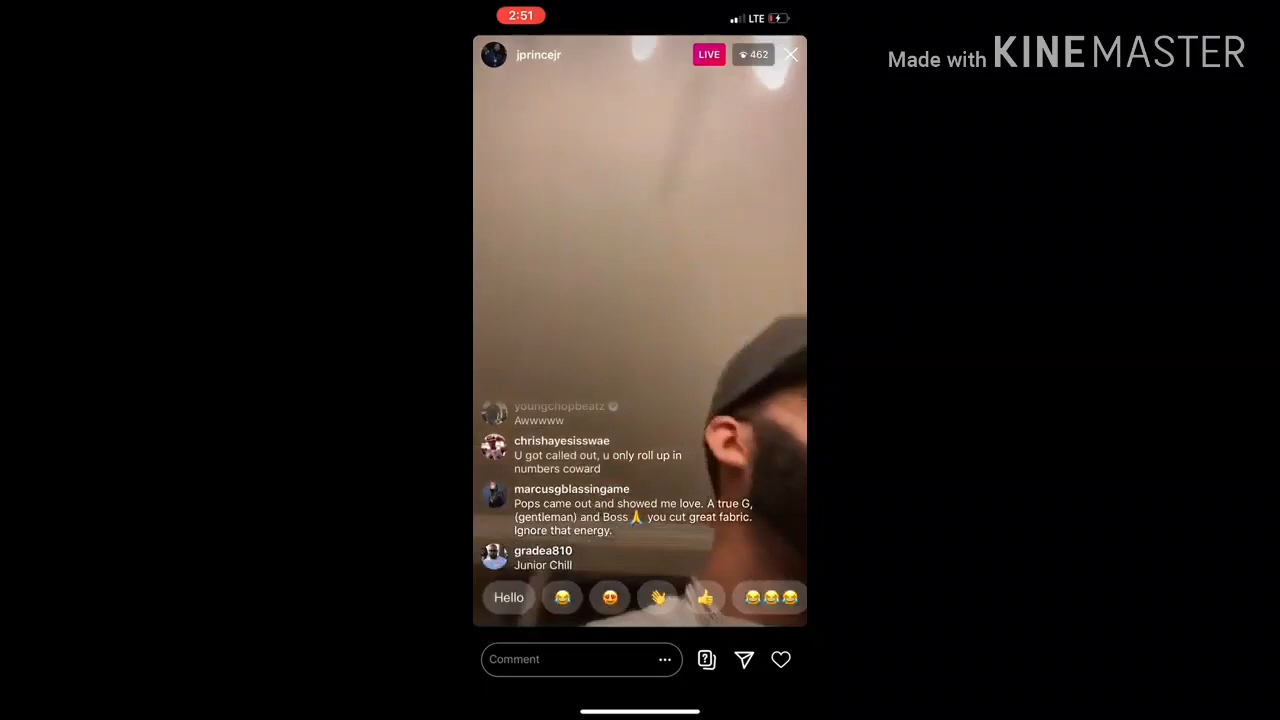 2:51
LTE
jprincejr
LIVE
462
Made with KINEMASTER
youngchopbeatz
Awwwww
chrishayesisswae
U got called out, u only roll up in
numbers coward
marcusgblassingame
Pops came out and showed me love. A true G,
(gentleman) and Boss🙏 you cut great fabric.
Ignore that energy.
gradea810
Junior Chill
Hello 😂 😍 👋 👍 😂😂😂
Comment